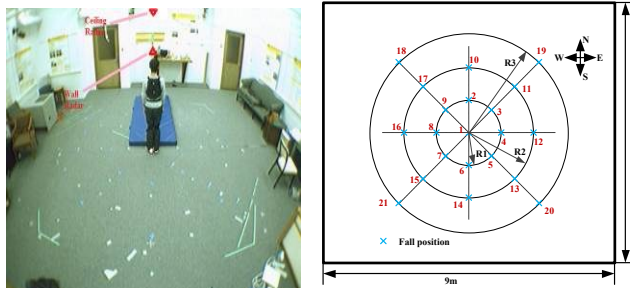 Ceiling
Radar
Wall
Radar
N
W E
S
18 10 19
R3
17 11
9 2 3
16 8 1 4 12
R1 R2
7 6 5
15 13
14
21 20
Fall position
9m